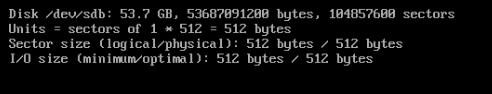 Disk /dev/sdb: 53.7 GB, 53687091200 bytes, 104857600 sectors
Units = sectors of 1 * 512 = 512 bytes
Sector size (logical/physical): 512 bytes / 512 bytes
I/O size (minimum/optimal): 512 bytes / 512 bytes